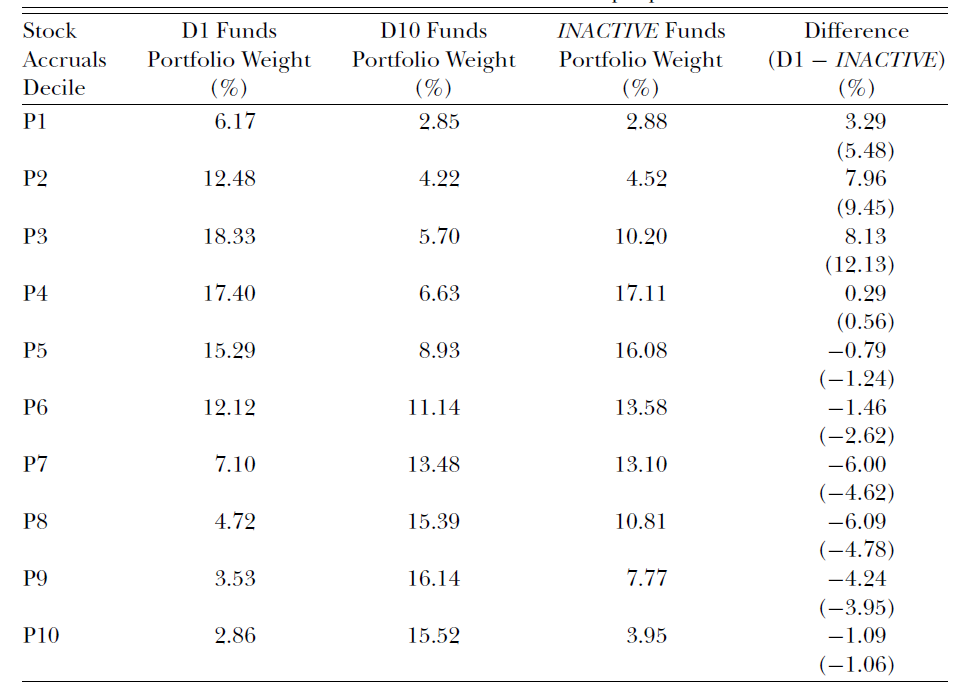 Stock D1 Funds D10 Funds INACTIVE Funds Difference
Accruals Portfolio Weight Portfolio Weight Portfolio Weight (D1 − INACTIVE)
Decile (%) (%) (%) (%)
P1 6.17 2.85 2.88 3.29
(5.48)
P2 12.48 4.22 4.52 7.96
(9.45)
P3 18.33 5.70 10.20 8.13
(12.13)
P4 17.40 6.63 17.11 0.29
(0.56)
P5 15.29 8.93 16.08 −0.79
(−1.24)
P6 12.12 11.14 13.58 −1.46
(−2.62)
P7 7.10 13.48 13.10 −6.00
(−4.62)
P8 4.72 15.39 10.81 −6.09
(−4.78)
P9 3.53 16.14 7.77 −4.24
(−3.95)
P10 2.86 15.52 3.95 −1.09
(−1.06)